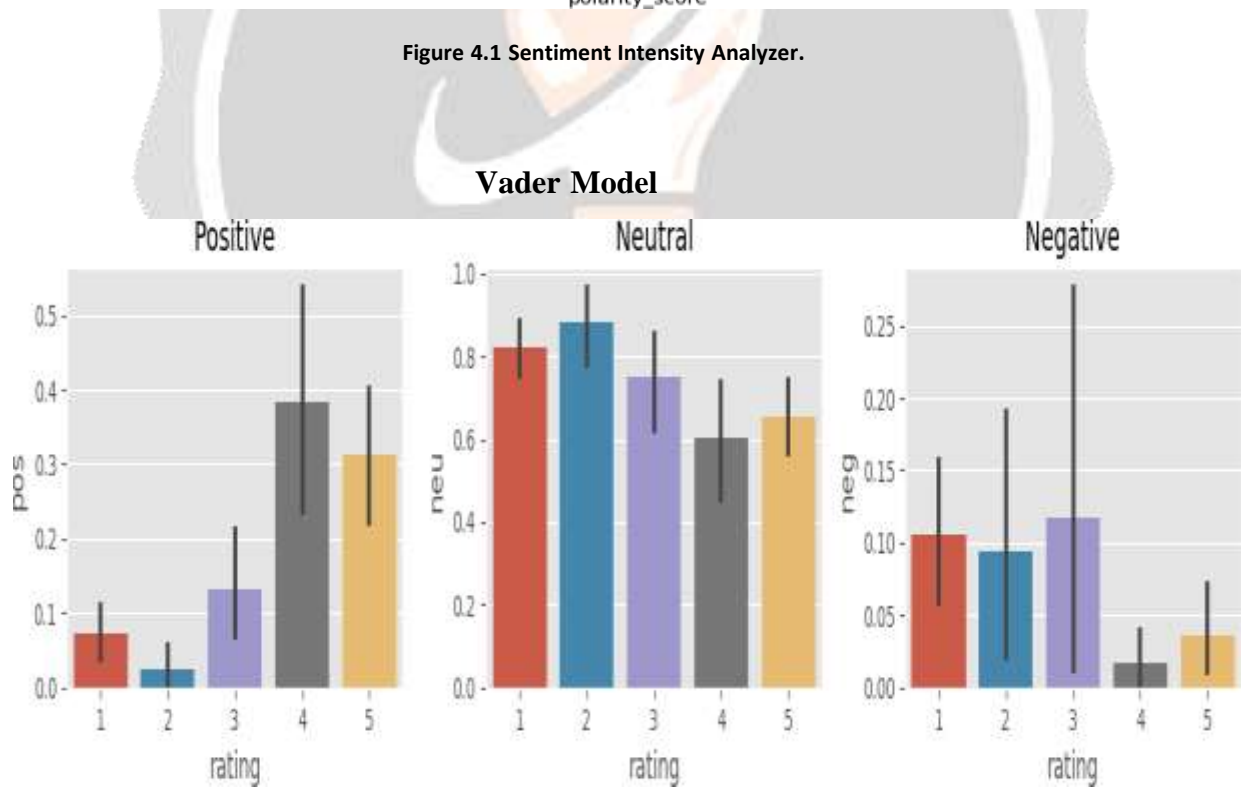 polarity_score
Figure 4.1 Sentiment Intensity Analyzer.
Vader Model
Positive
0.5
0.4
0.3
0.2
0.1
0.0
pos
1 2 3 4 5
rating
Neutral
1.0
0.8
0.6
0.4
0.2
0.0
neu
1 2 3 4 5
rating
Negative
0.25
0.20
0.15
0.10
0.05
0.00
neg
1 2 3 4 5
rating